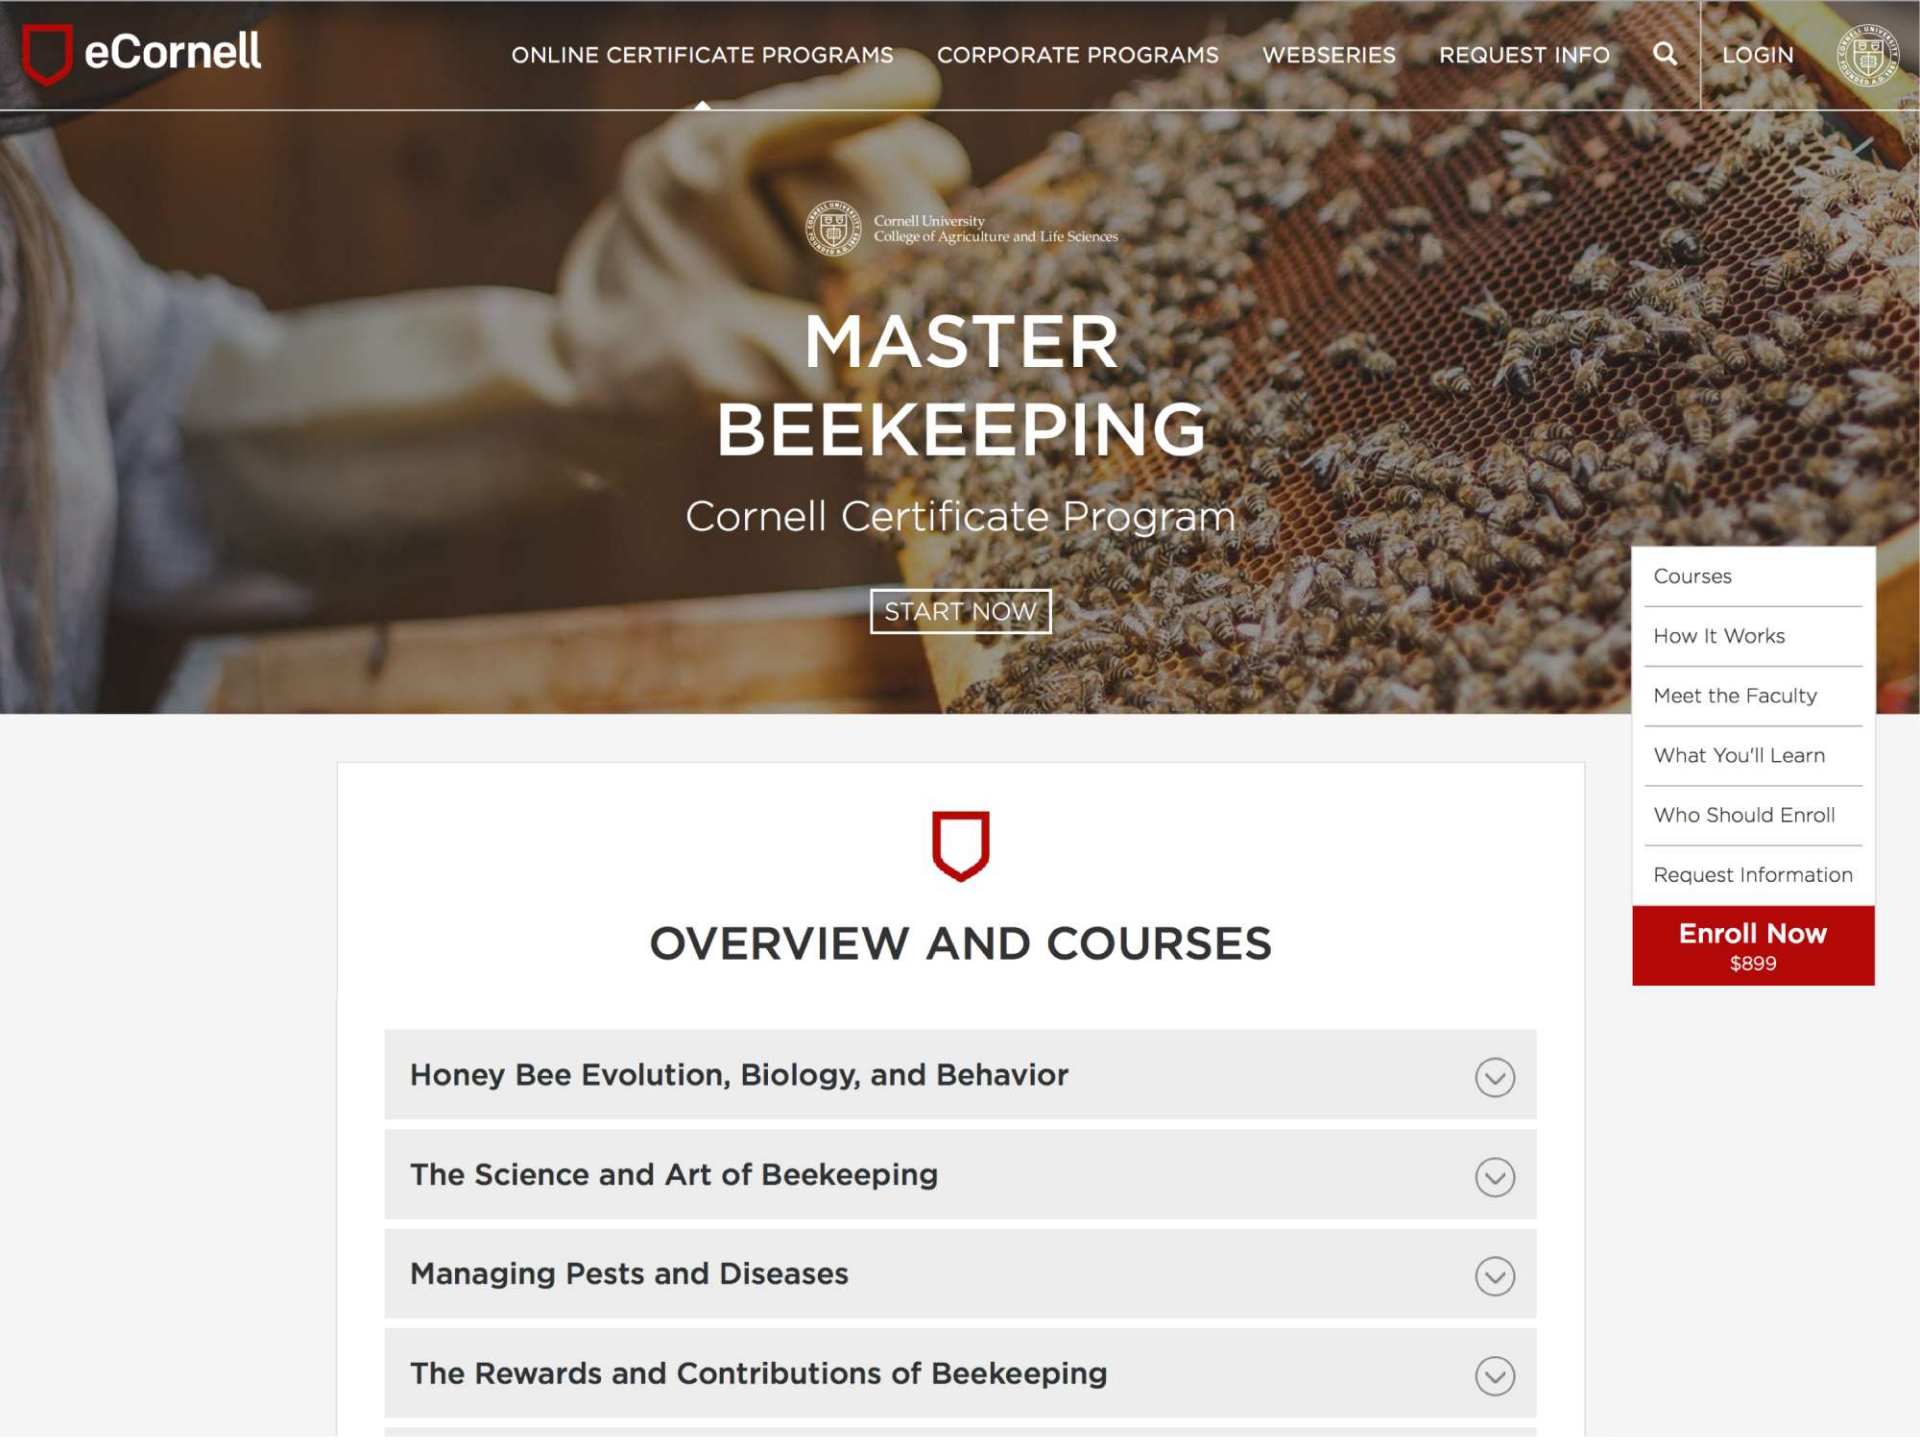 eCornell
ONLINE CERTIFICATE PROGRAMS
CORPORATE PROGRAMS
WEBSERIES
REQUEST INFO
LOGIN
Cornell University
College of Agriculture and Life Sciences
MASTER
BEEKEEPING
Cornell Certificate Program
START NOW
Courses
How It Works
Meet the Faculty
What You'll Learn
Who Should Enroll
Request Information
Enroll Now
$899
OVERVIEW AND COURSES
Honey Bee Evolution, Biology, and Behavior
The Science and Art of Beekeeping
Managing Pests and Diseases
The Rewards and Contributions of Beekeeping